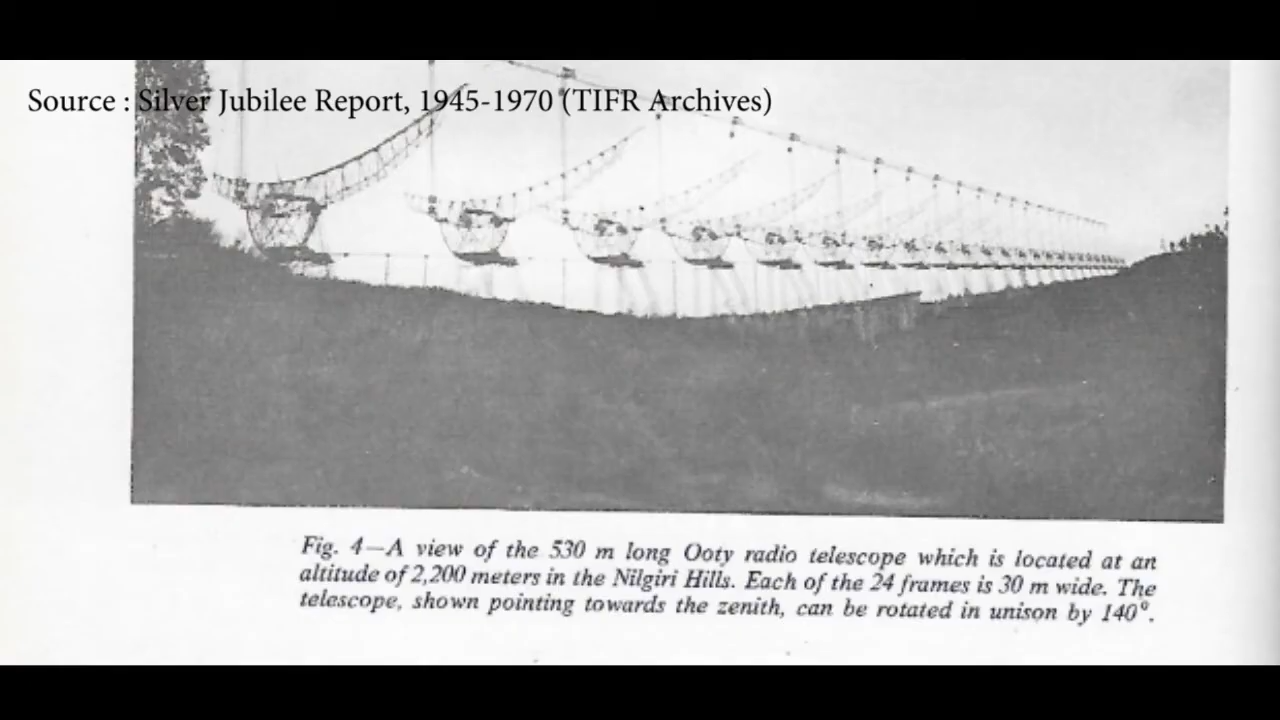 Source : Silver Jubilee Report, 1945-1970 (TIFR Archives)
Fig. 4—A view of the 530 m long Ooty radio telescope which is located at an
altitude of 2,200 meters in the Nilgiri Hills. Each of the 24 frames is 30 m wide. The
telescope, shown pointing towards the zenith, can be rotated in unison by 140°.